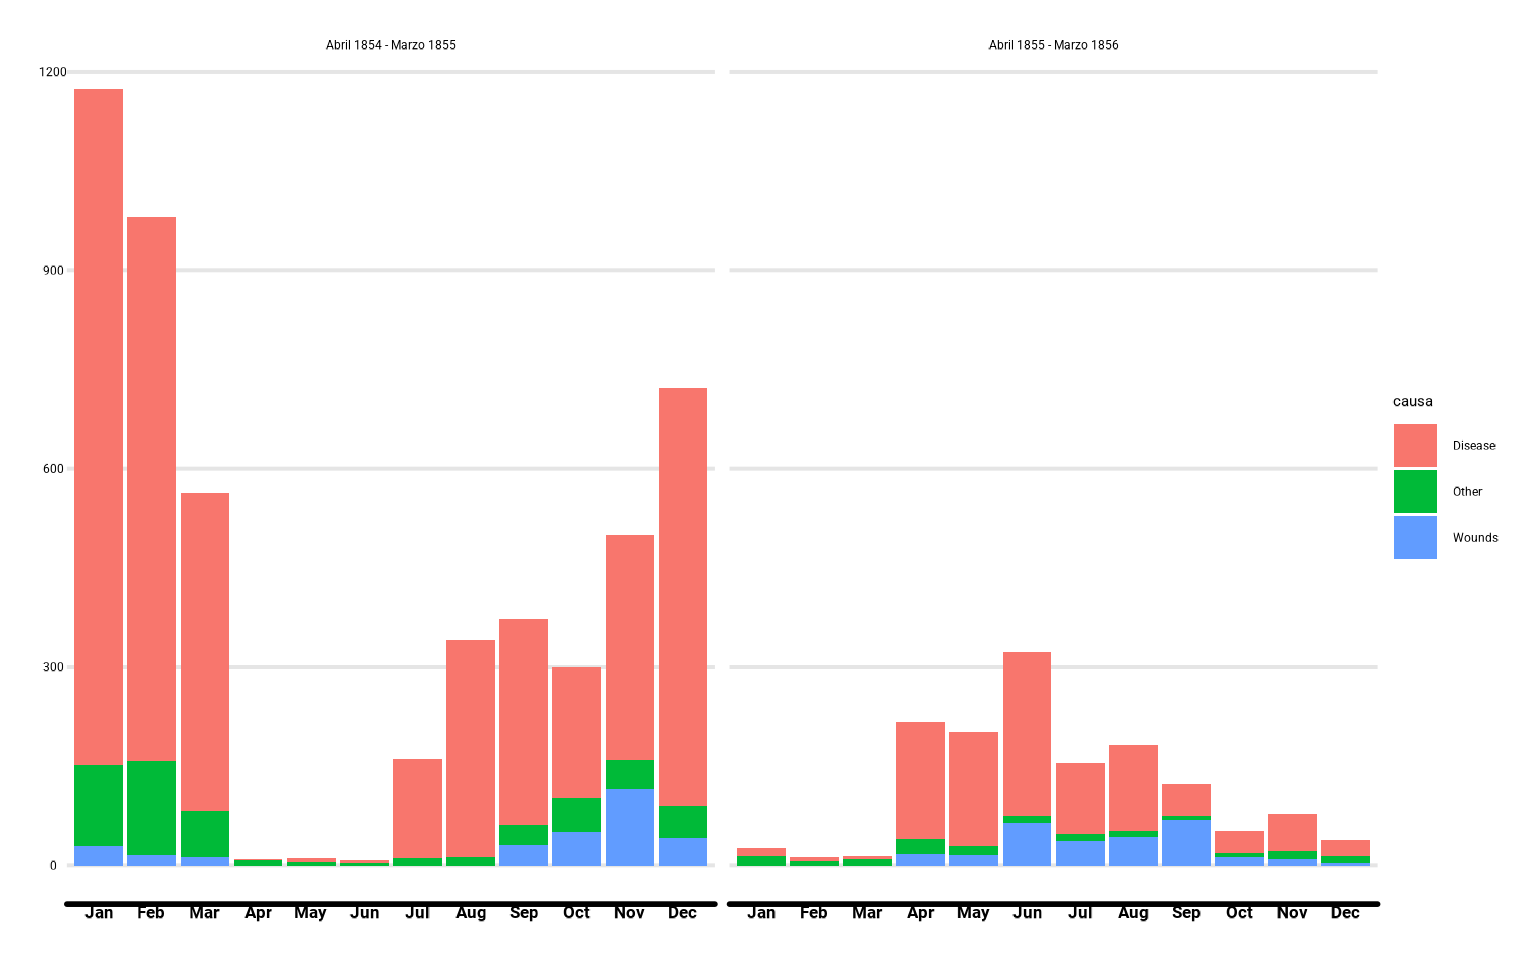 Abril 1854 - Marzo 1855
Abril 1855 - Marzo 1856
1200
900
600
300
0
Jan Feb Mar Apr May Jun Jul Aug Sep Oct Nov Dec
Jan Feb Mar Apr May Jun Jul Aug Sep Oct Nov Dec
causa
Disease
Other
Wounds